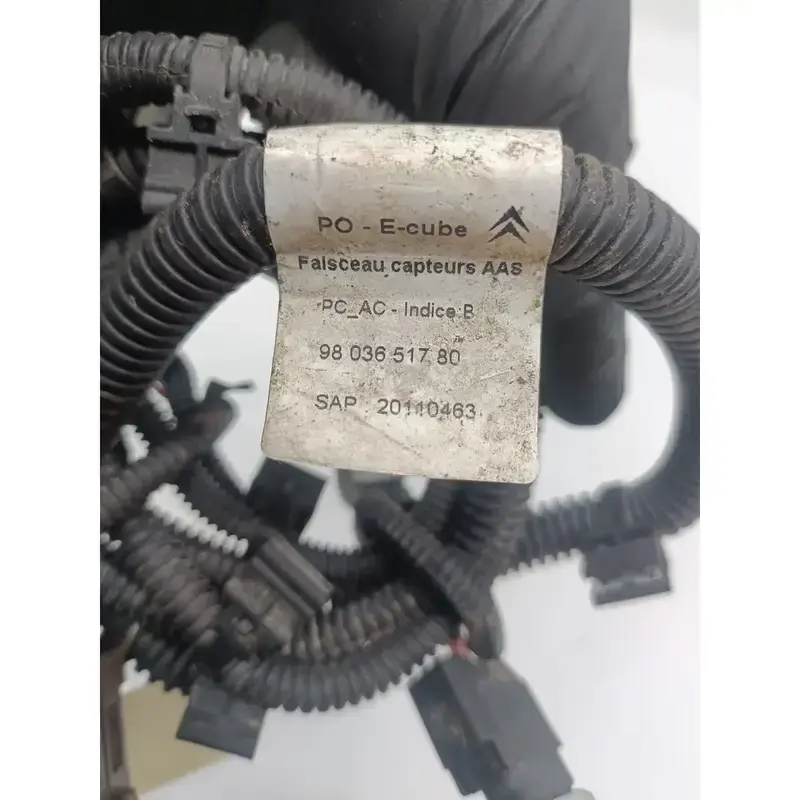 PO - E-cube
Faisceau capteurs AAS
PC_AC - Indice:B
98 036 517 80
SAP : 20110463